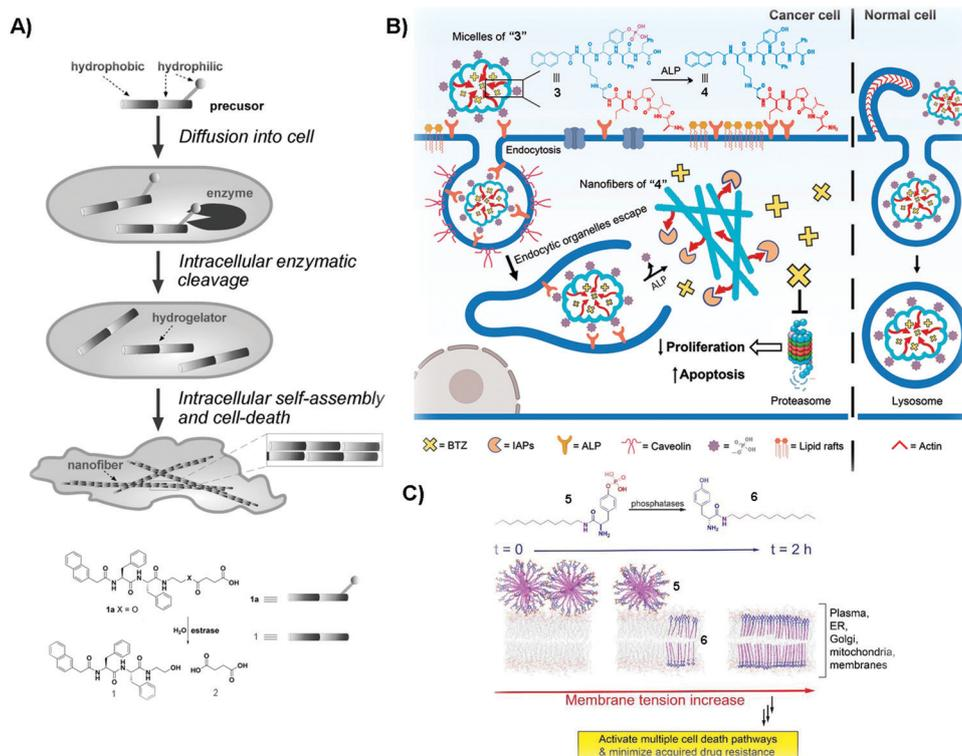 A)
hydrophobic
hydrophilic
precusor
Diffusion into cell
enzyme
Intracellular enzymatic
cleavage
hydrogelator
Intracellular self-assembly
and cell-death
nanofiber
1a X = O
1a
H₂O
estrase
1
1
2
B)
Cancer cell
Normal cell
Micelles of "3"
ALP
3
4
Endocytosis
Nanofibers of "4"
Endocytic organelles escape
ALP
↓ Proliferation
↑ Apoptosis
Proteasome
Lysosome
= BTZ
= IAPs
= ALP
= Caveolin
=
= Lipid rafts
= Actin
C)
5
phosphatases
6
t = 0
t = 2 h
5
6
Plasma,
ER,
Golgi,
mitochondria,
membranes
Membrane tension increase
Activate multiple cell death pathways
& minimize acquired drug resistance